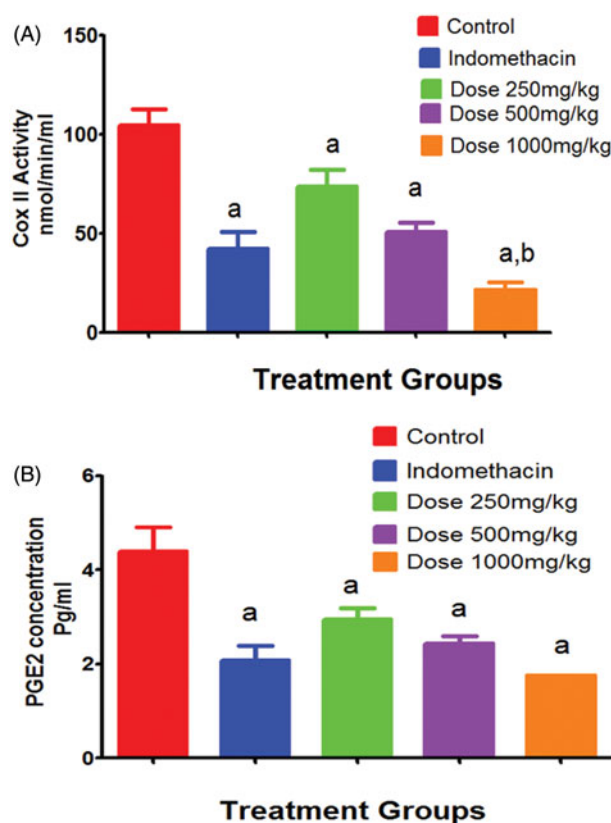 (A)
Cox II Activity
nmol/min/ml
150
100
50
0
Control
Indomethacin
Dose 250mg/kg
Dose 500mg/kg
Dose 1000mg/kg
a
a
a
a,b
Treatment Groups
(B)
PGE2 concentration
Pg/ml
6
4
2
0
Control
Indomethacin
Dose 250mg/kg
Dose 500mg/kg
Dose 1000mg/kg
a
a
a
a
Treatment Groups